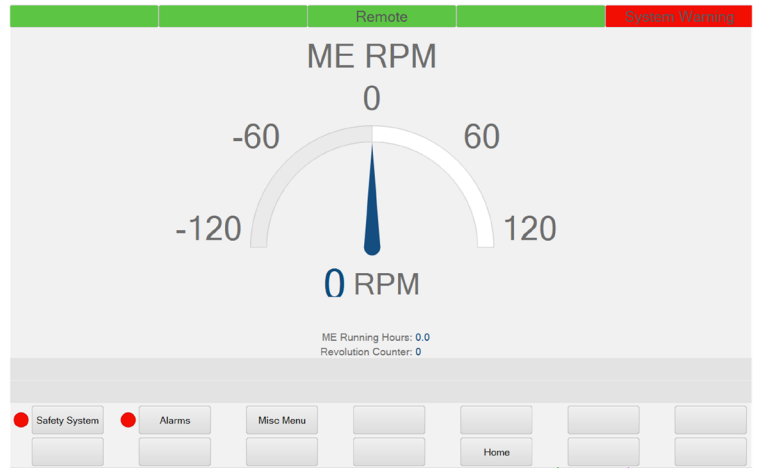 Remote
System Warning
ME RPM
0
-60
60
-120
120
0 RPM
ME Running Hours: 0.0
Revolution Counter: 0
Safety System
Alarms
Misc Menu
Home